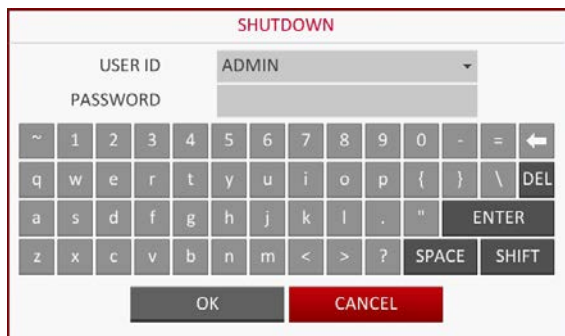 SHUTDOWN
USER ID ADMIN
PASSWORD
~ 1 2 3 4 5 6 7 8 9 0 - =
q w e r t y u i o p { } \ DEL
a s d f g h j k l . " ENTER
z x c v b n m < > ? SPACE SHIFT
OK CANCEL